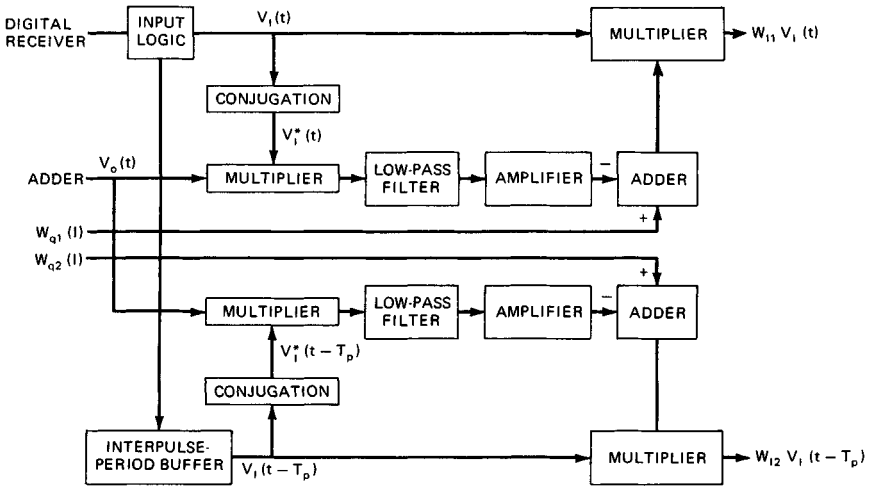 DIGITAL
RECEIVER
INPUT
LOGIC
V_I (t)
MULTIPLIER
W_I1 V_I (t)
CONJUGATION
V_I^* (t)
V_o (t)
ADDER
MULTIPLIER
LOW-PASS
FILTER
AMPLIFIER
−
ADDER
+
W_q1 (I)
W_q2 (I)
+
MULTIPLIER
LOW-PASS
FILTER
AMPLIFIER
−
ADDER
V_I^* (t − T_p)
CONJUGATION
INTERPULSE-
PERIOD BUFFER
V_I (t − T_p)
MULTIPLIER
W_I2 V_I (t − T_p)